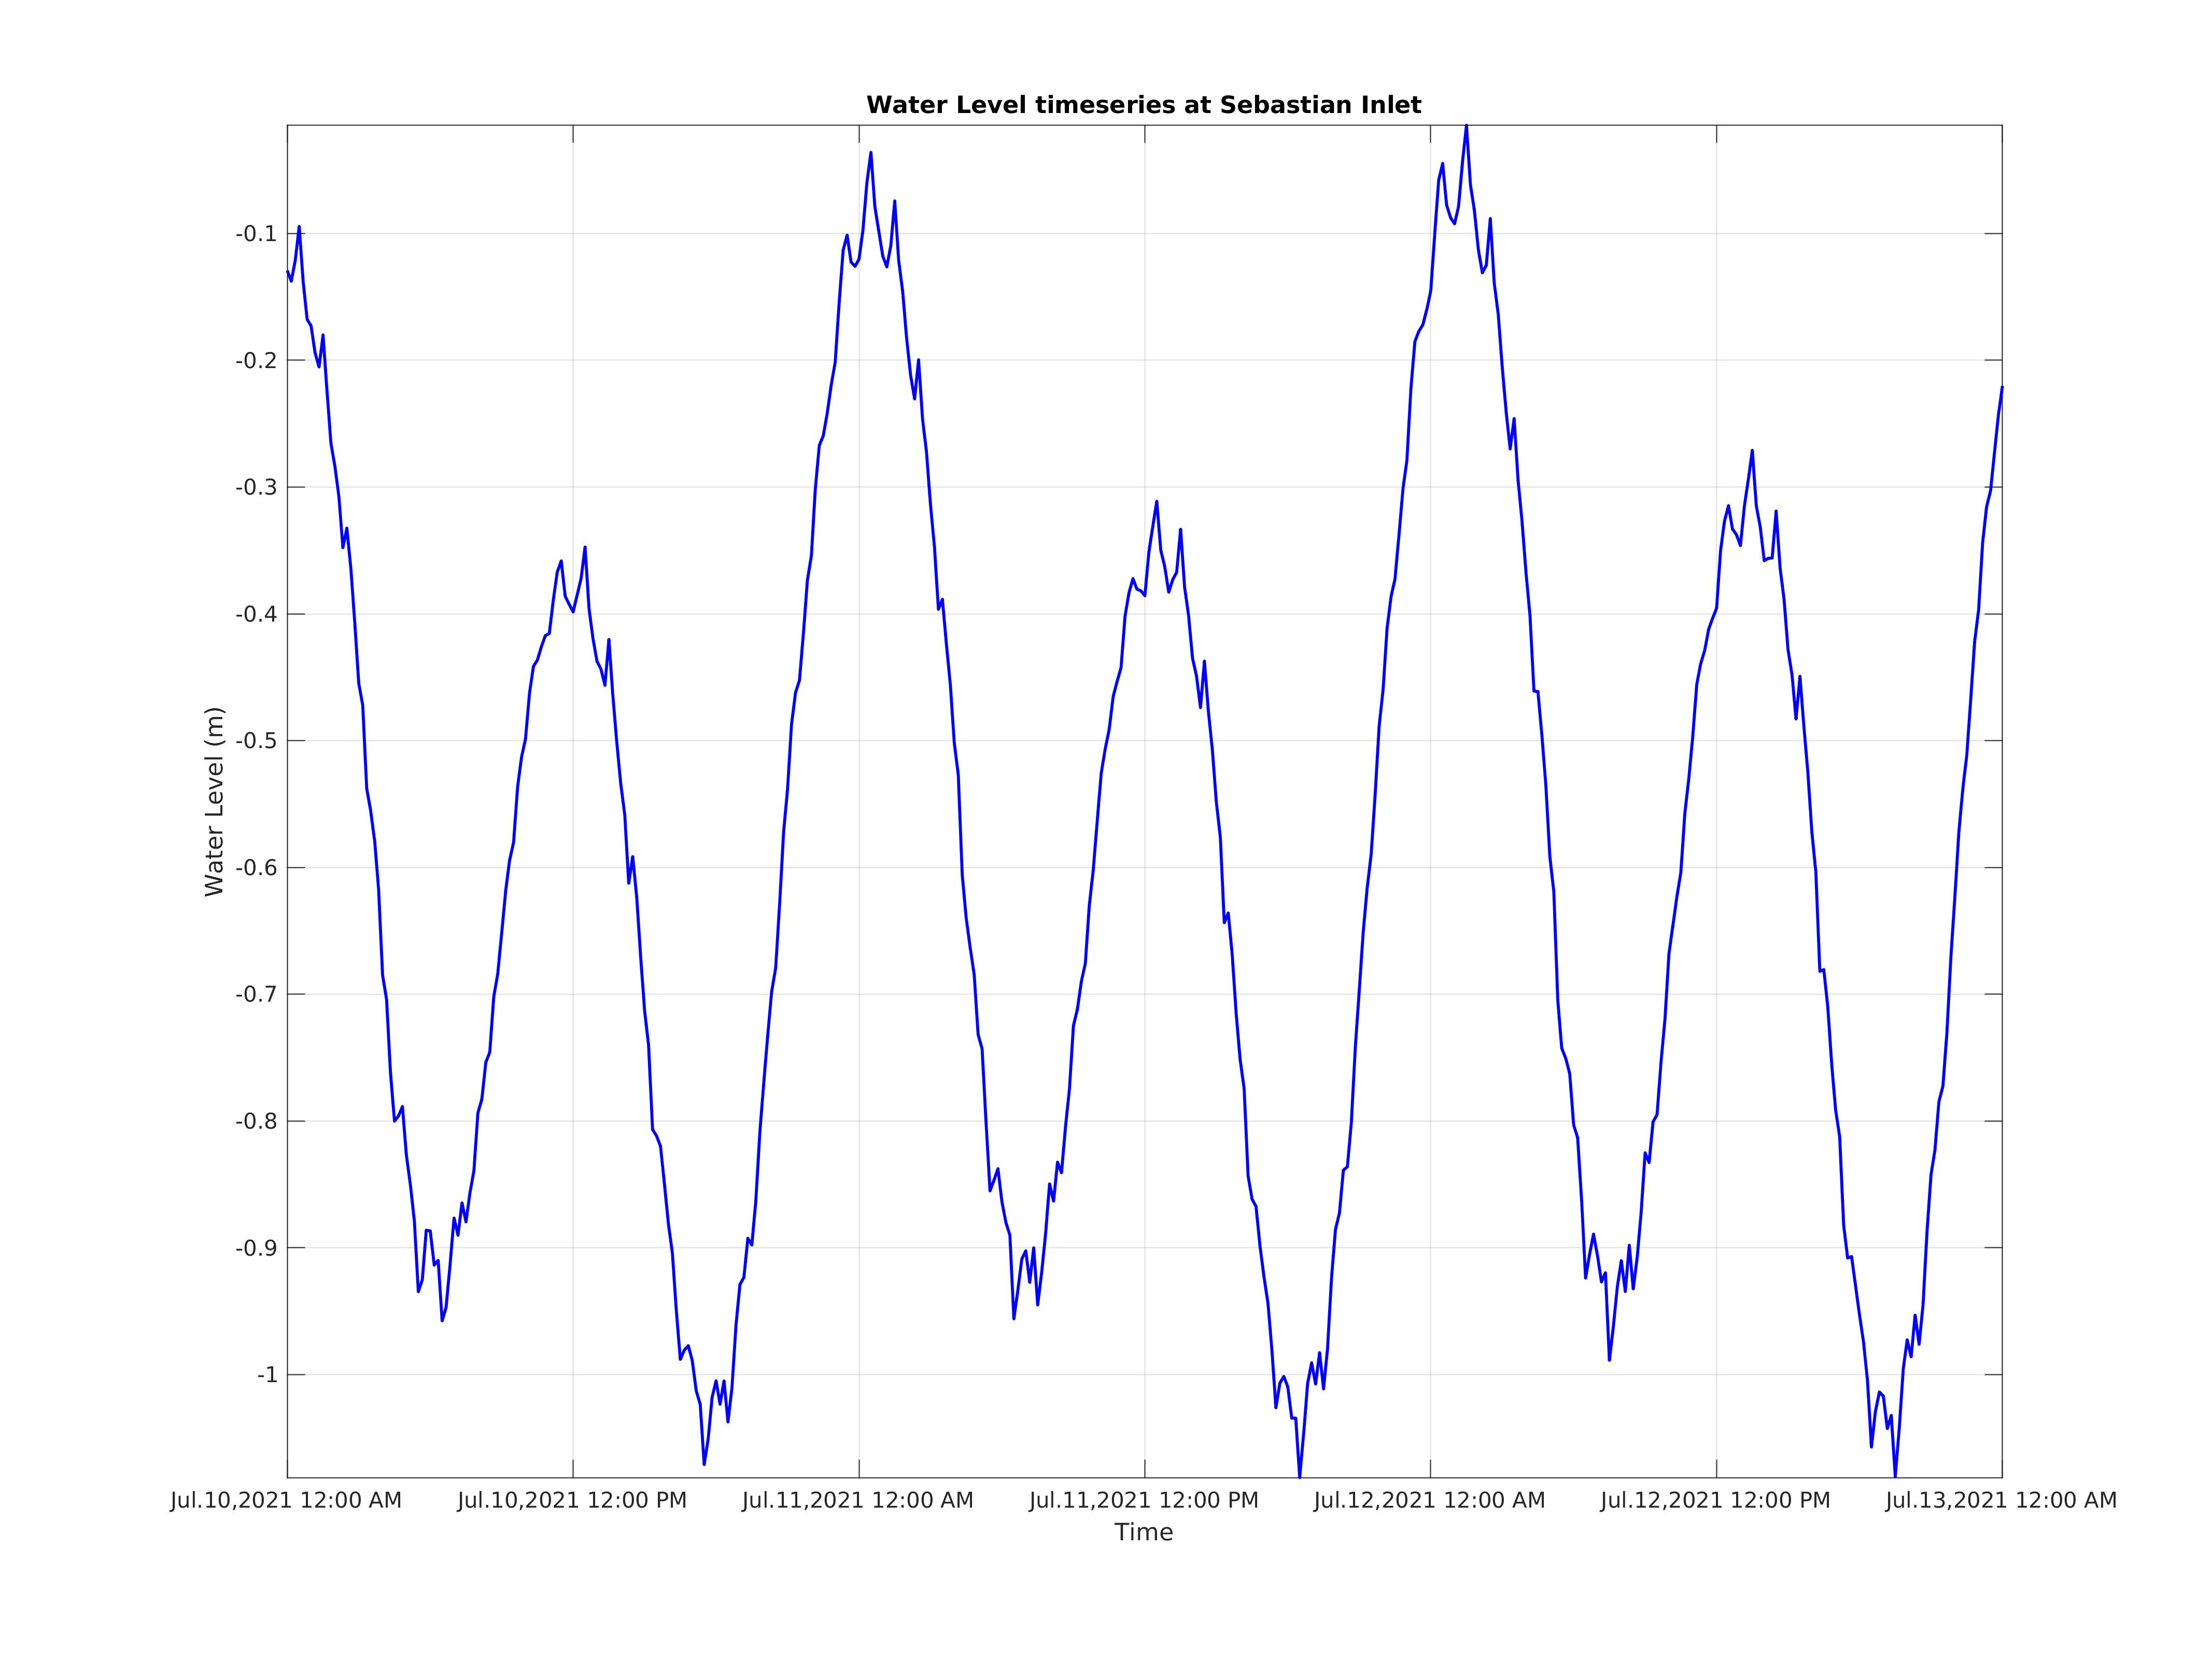 Water Level timeseries at Sebastian Inlet
-0.1
-0.2
-0.3
-0.4
-0.5
-0.6
-0.7
-0.8
-0.9
-1
Water Level (m)
Jul.10,2021 12:00 AM Jul.10,2021 12:00 PM Jul.11,2021 12:00 AM Jul.11,2021 12:00 PM Jul.12,2021 12:00 AM Jul.12,2021 12:00 PM Jul.13,2021 12:00 AM
Time